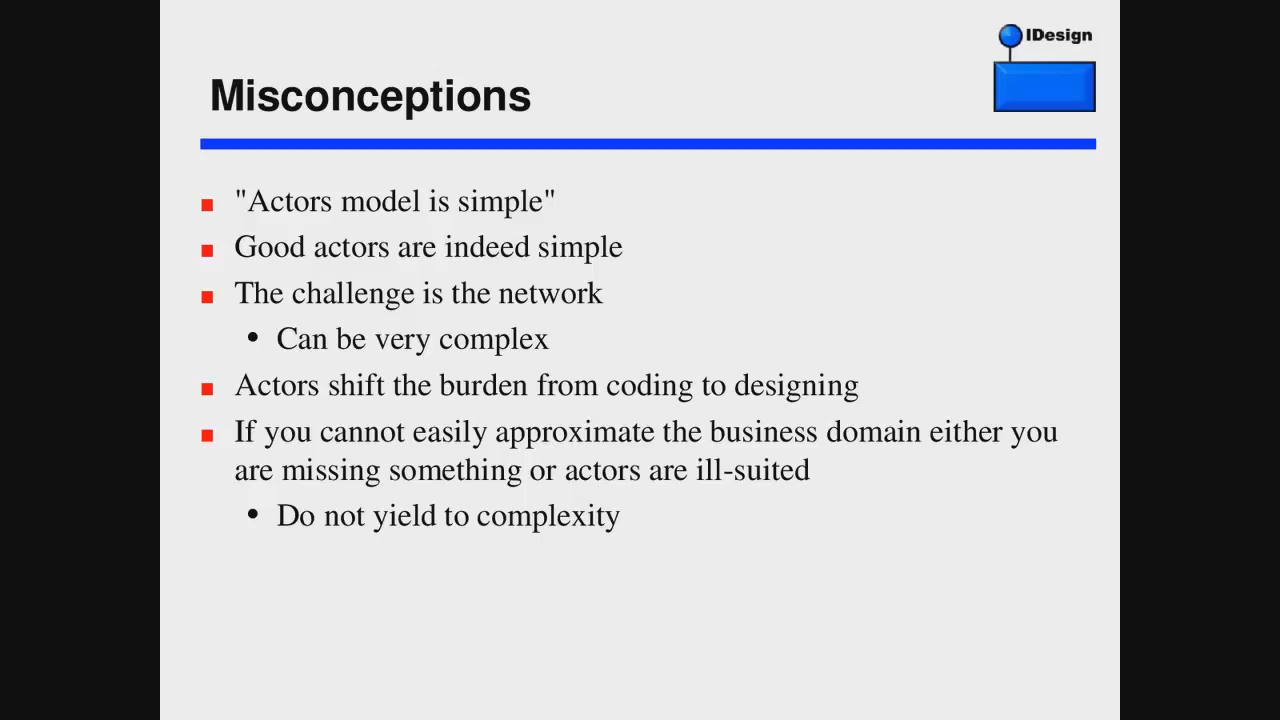 IDesign
Misconceptions
"Actors model is simple"
Good actors are indeed simple
The challenge is the network
Can be very complex
Actors shift the burden from coding to designing
If you cannot easily approximate the business domain either you
are missing something or actors are ill-suited
Do not yield to complexity